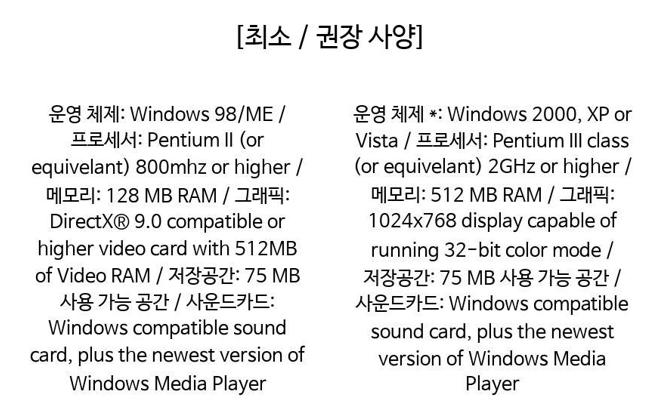 [최소 / 권장 사양]
운영 체제: Windows 98/ME /
프로세서: Pentium II (or
equivelant) 800mhz or higher /
메모리: 128 MB RAM / 그래픽:
DirectX® 9.0 compatible or
higher video card with 512MB
of Video RAM / 저장공간: 75 MB
사용 가능 공간 / 사운드카드:
Windows compatible sound
card, plus the newest version of
Windows Media Player
운영 체제 *: Windows 2000, XP or
Vista / 프로세서: Pentium III class
(or equivelant) 2GHz or higher /
메모리: 512 MB RAM / 그래픽:
1024x768 display capable of
running 32-bit color mode /
저장공간: 75 MB 사용 가능 공간 /
사운드카드: Windows compatible
sound card, plus the newest
version of Windows Media
Player